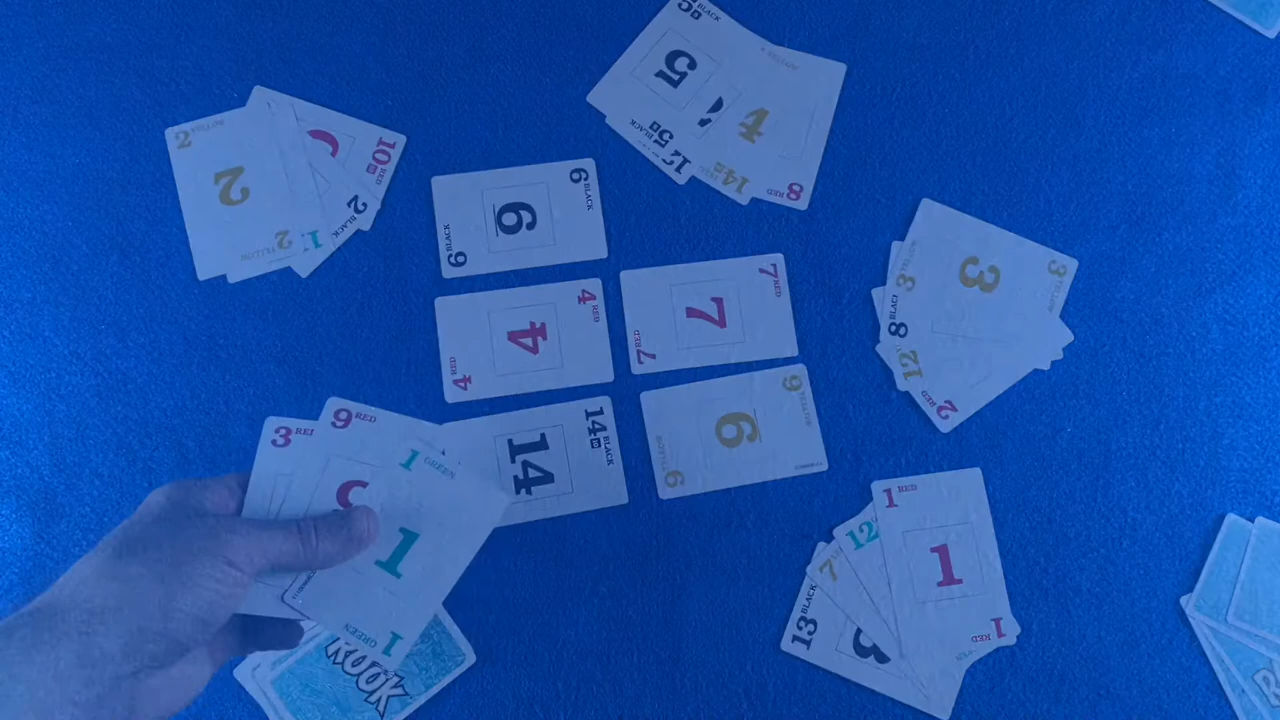 5 BLACK
5
5 BLACK
12
4
14
8 RED
2 YELLOW
2
YELLOW 2
10 RED
2 BLACK
1
6 BLACK
6
6 BLACK
4 RED
4
4 RED
7 RED
7
7 RED
3 YELLOW
3
3
8 BLACK
12
2 RED
14 BLACK
10
14
9 YELLOW
9
9 YELLOW
3 RED
9 RED
1 GREEN
1
1 GREEN
ROOK
1 RED
1
1 RED
12
7
13 BLACK